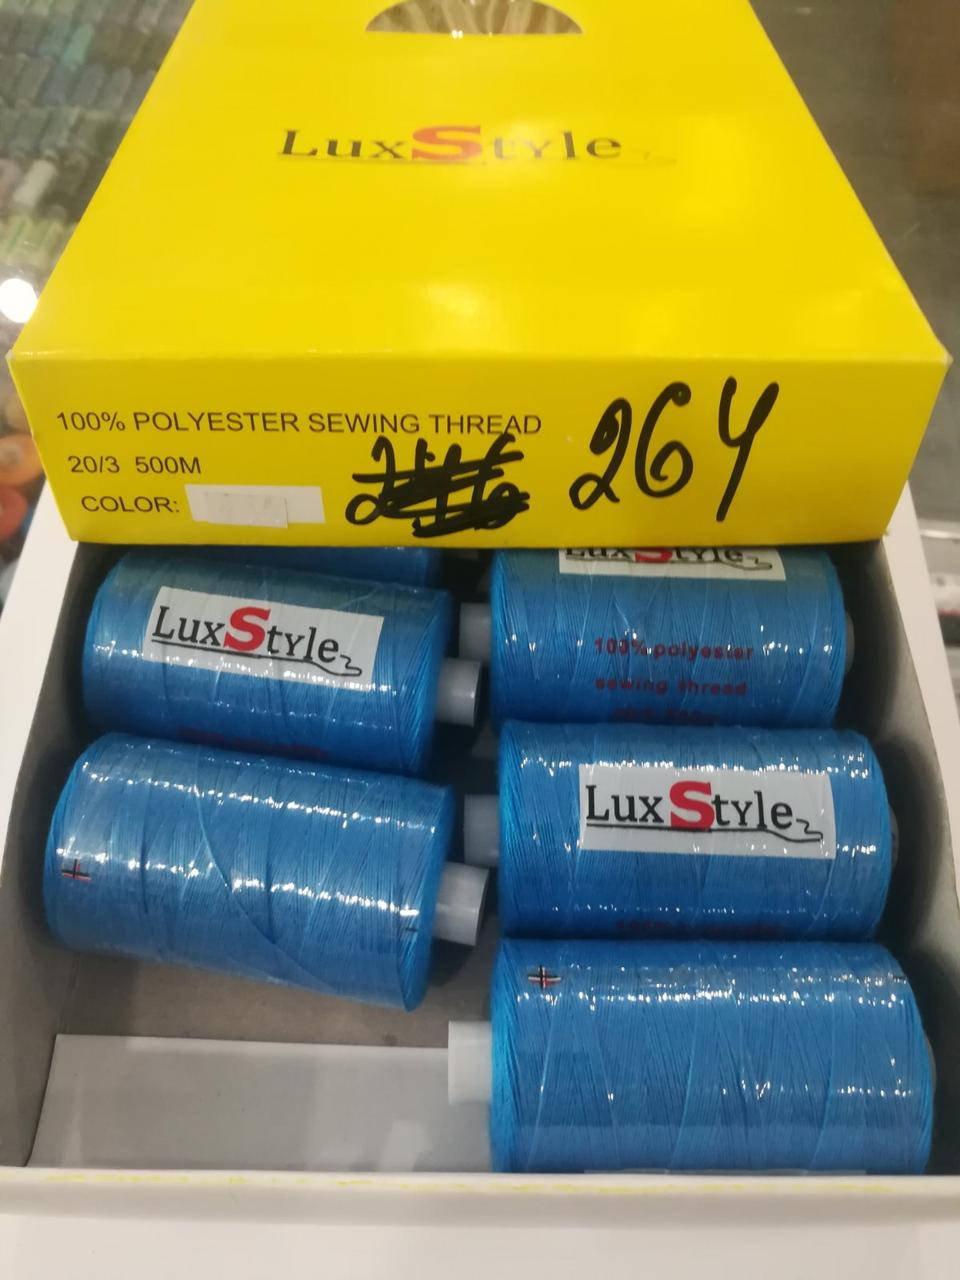 LuxStyle
100% POLYESTER SEWING THREAD
20/3 500M
COLOR:
264
LuxStyle
LuxStyle
100% polyester
sewing thread
LuxStyle